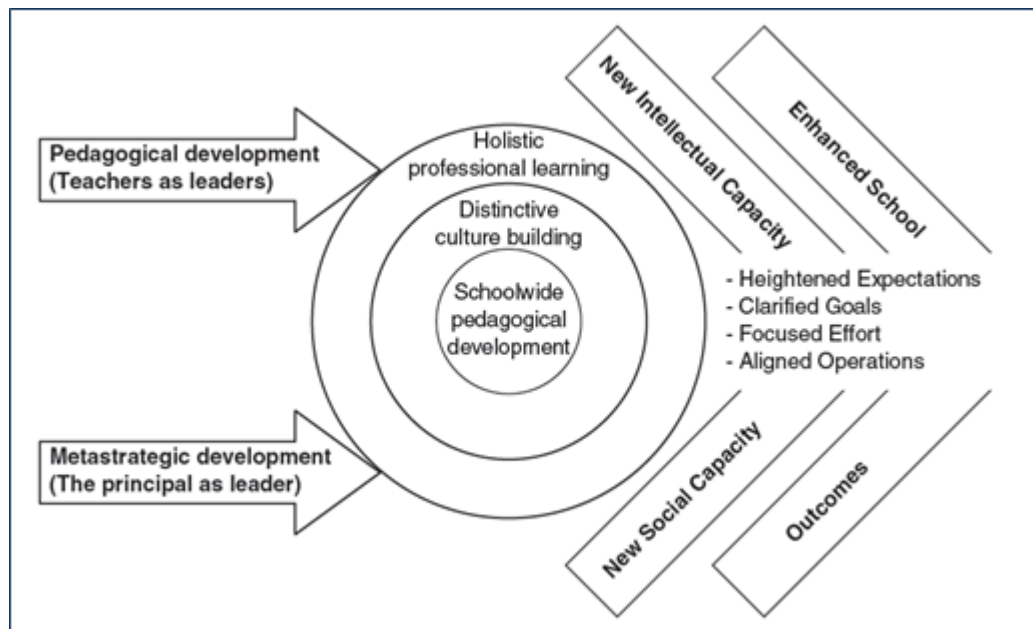 Pedagogical development
(Teachers as leaders)
Metastrategic development
(The principal as leader)
Holistic
professional learning
Distinctive
culture building
Schoolwide
pedagogical
development
New Intellectual Capacity
Enhanced School
- Heightened Expectations
- Clarified Goals
- Focused Effort
- Aligned Operations
New Social Capacity
Outcomes